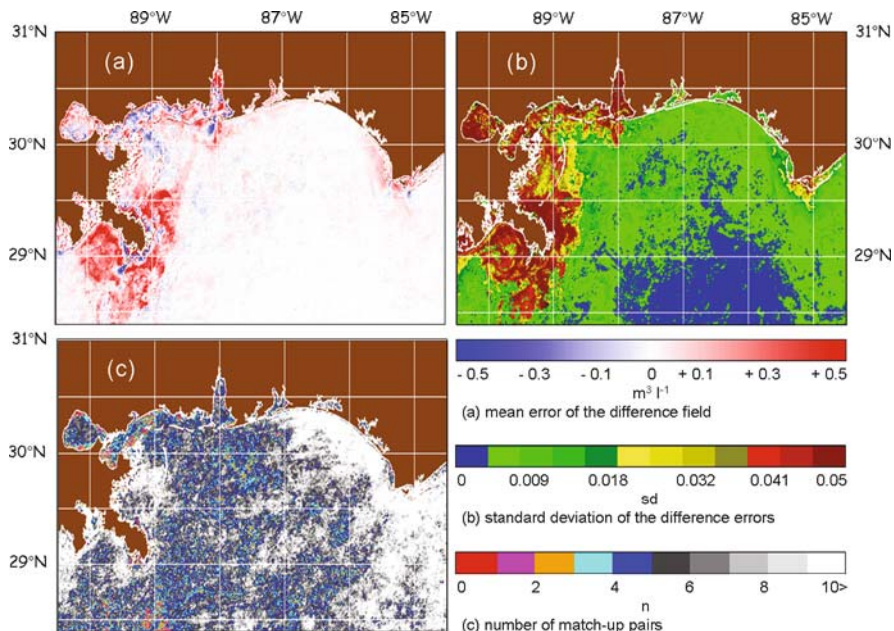 89°W 87°W 85°W 89°W 87°W 85°W
31°N 31°N
(a) (b)
30°N 30°N
29°N 29°N
31°N
(c)
- 0.5 - 0.3 - 0.1 0 + 0.1 + 0.3 + 0.5
m³ l⁻¹
(a) mean error of the difference field
30°N
0 0.009 0.018 0.032 0.041 0.05
sd
(b) standard deviation of the difference errors
29°N
0 2 4 6 8 10>
n
(c) number of match-up pairs